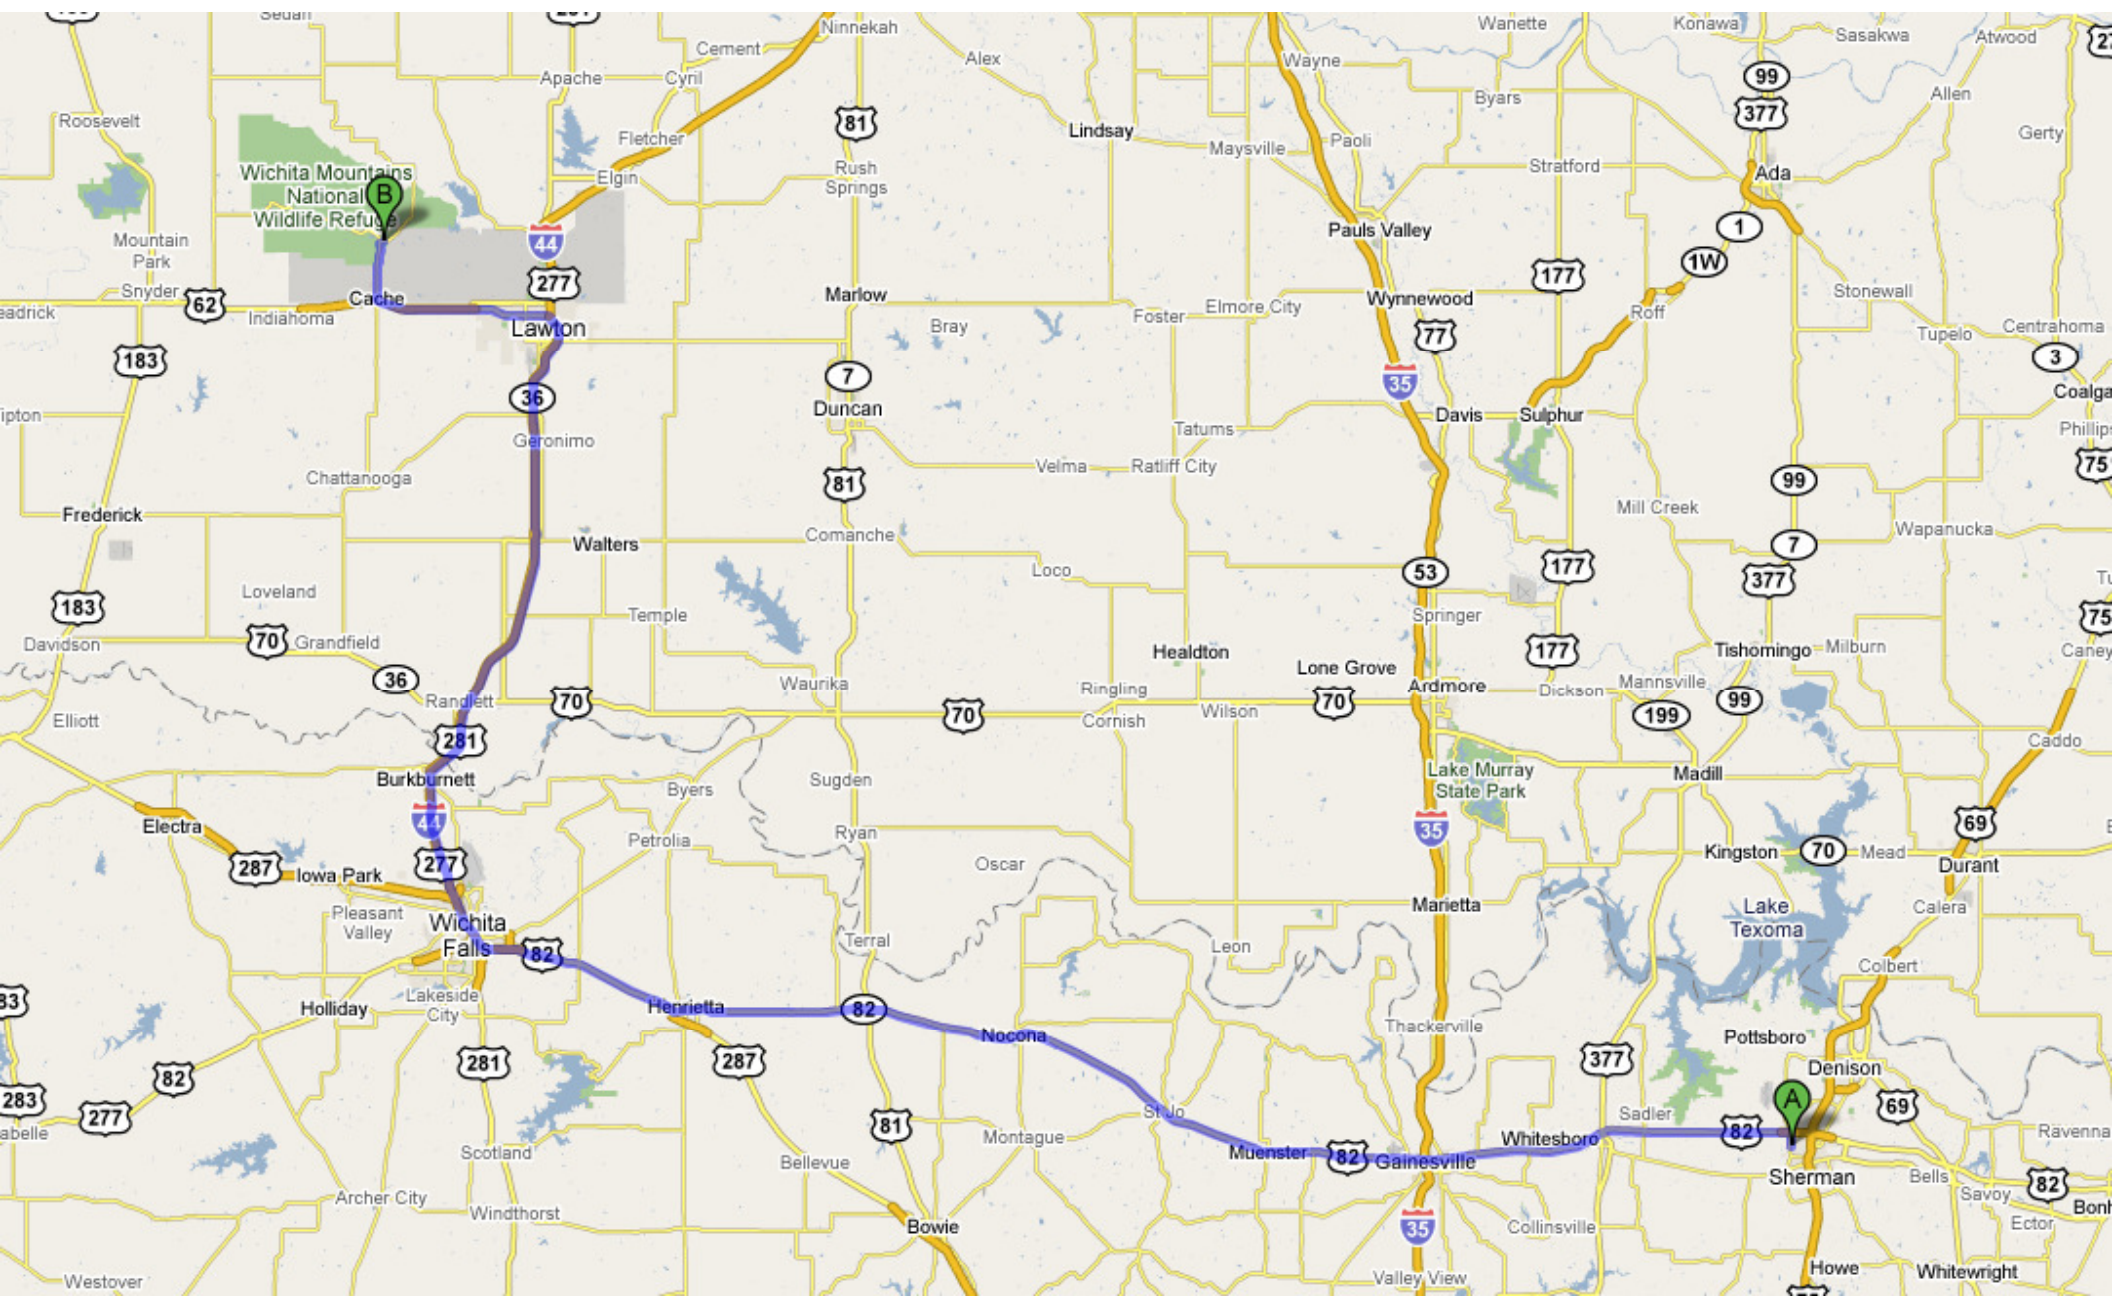 Sedan
Ninnekah
Wanette
Konawa
Sasakwa
Atwood
Cement
Alex
Wayne
Apache
Cyril
99
Byars
Allen
377
Roosevelt
81
Lindsay
Gerty
Fletcher
Paoli
Maysville
Stratford
Wichita Mountains
National
Wildlife Refuge
B
Elgin
Rush
Springs
Ada
Mountain
Park
44
Pauls Valley
1
1W
177
277
Snyder
62
Cache
Marlow
Wynnewood
Stonewall
eadrick
Indiahoma
Lawton
Bray
Foster
Elmore City
Roff
77
Tupelo
Centrahoma
3
183
7
35
36
Duncan
Davis
Sulphur
Coalga
ipton
Geronimo
Tatums
Phillips
Chattanooga
Velma
Ratliff City
75
81
99
Frederick
Mill Creek
Wapanucka
Walters
Comanche
7
Loco
53
177
377
Loveland
183
Temple
Springer
75
Davidson
70
Grandfield
Healdton
Lone Grove
177
Tishomingo
Milburn
Caney
36
Randlett
70
Waurika
Ringling
Cornish
70
Wilson
70
Ardmore
Dickson
Mannsville
199
99
Elliott
281
Burkburnett
Sugden
Byers
Lake Murray
State Park
Madill
Caddo
Electra
44
Petrolia
Ryan
35
69
287
277
Iowa Park
Oscar
Kingston
70
Mead
Durant
Pleasant
Valley
Wichita
Falls
Marietta
Lake
Texoma
Calera
82
Terral
Leon
Colbert
83
Holliday
Lakeside
City
Henrietta
82
Nocona
Thackerville
Pottsboro
281
287
377
Denison
82
283
277
abelle
81
Montague
St Jo
Sadler
A
69
Scotland
Bellevue
Muenster
82
Gainesville
Whitesboro
82
Ravenna
Sherman
Bells
Savoy
82
Archer City
Windthorst
Bowie
35
Collinsville
Ector
Bonh
Westover
Valley View
Howe
Whitewright